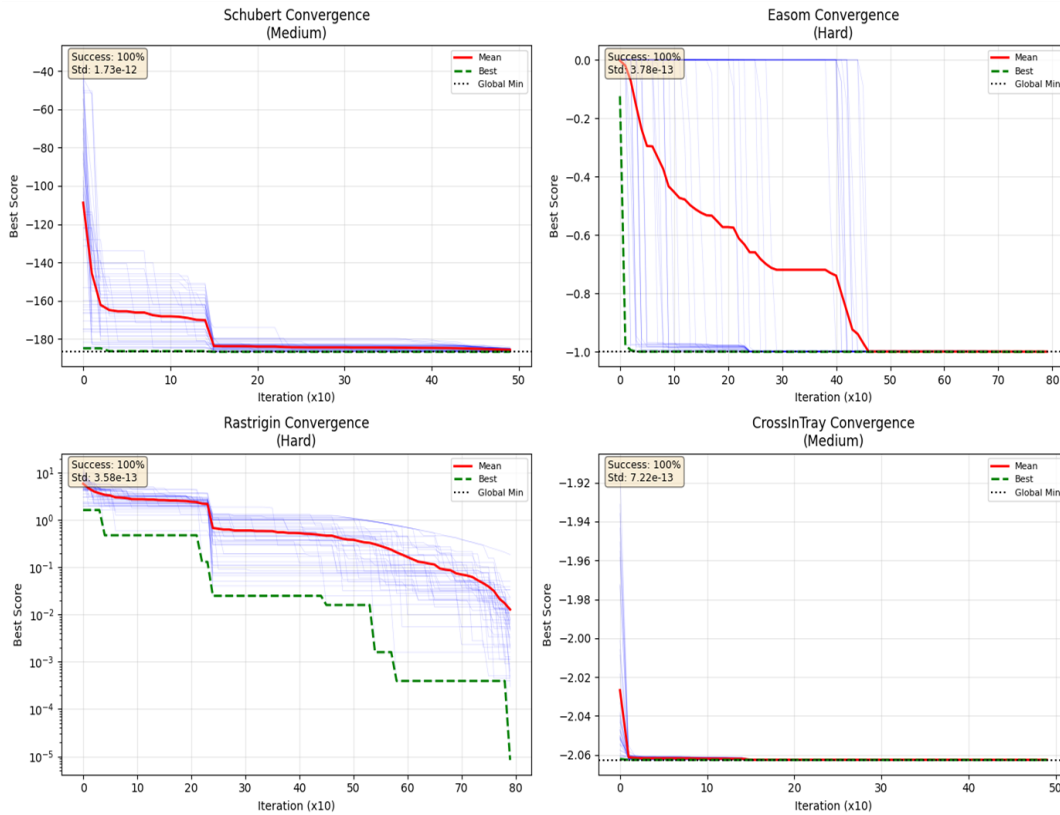 Schubert Convergence
(Medium)
Success: 100%
Std: 1.73e-12
Mean
Best
Global Min
Best Score
−40
−60
−80
−100
−120
−140
−160
−180
0
10
20
30
40
50
Iteration (x10)
Easom Convergence
(Hard)
Success: 100%
Std: 3.78e-13
Mean
Best
Global Min
Best Score
0.0
−0.2
−0.4
−0.6
−0.8
−1.0
0
10
20
30
40
50
60
70
80
Iteration (x10)
Rastrigin Convergence
(Hard)
Success: 100%
Std: 3.58e-13
Mean
Best
Global Min
Best Score
10¹
10⁰
10⁻¹
10⁻²
10⁻³
10⁻⁴
10⁻⁵
0
10
20
30
40
50
60
70
80
Iteration (x10)
CrossInTray Convergence
(Medium)
Success: 100%
Std: 7.22e-13
Mean
Best
Global Min
Best Score
−1.92
−1.94
−1.96
−1.98
−2.00
−2.02
−2.04
−2.06
0
10
20
30
40
50
Iteration (x10)